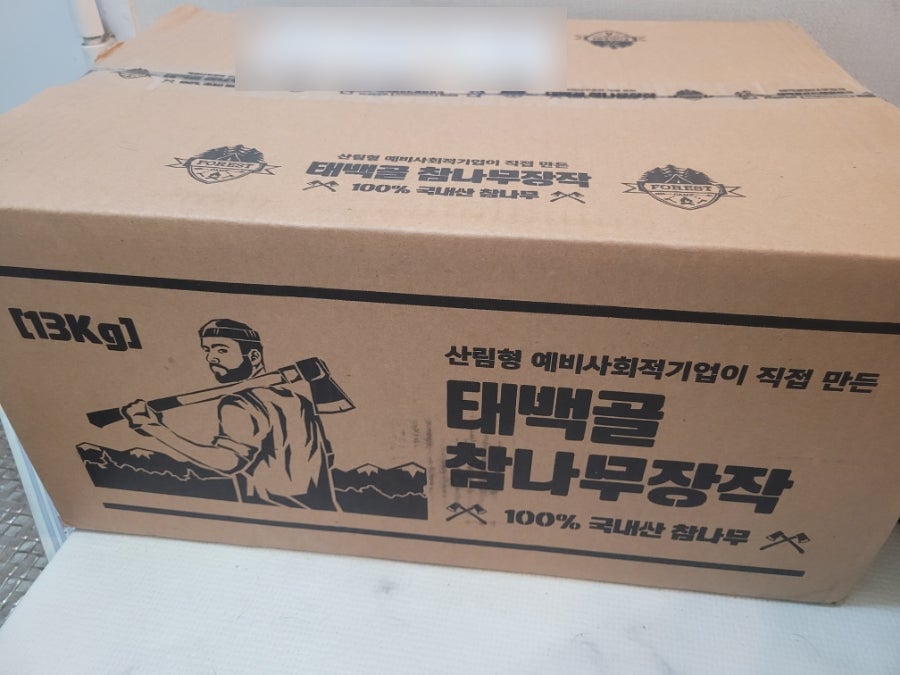 FOREST
산림형 예비사회적기업이 직접 만든
태백골 참나무장작
100% 국내산 참나무
FOREST
CAMP
[13Kg]
산림형 예비사회적기업이 직접 만든
태백골
참나무장작
100% 국내산 참나무